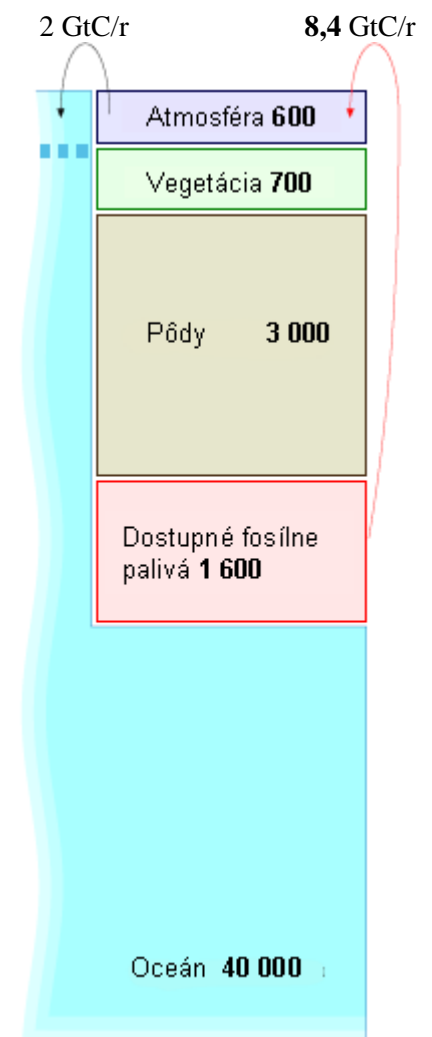 2 GtC/r 8,4 GtC/r
Atmosféra 600
Vegetácia 700
Pôdy 3 000
Dostupné fosílne
palivá 1 600
Oceán 40 000